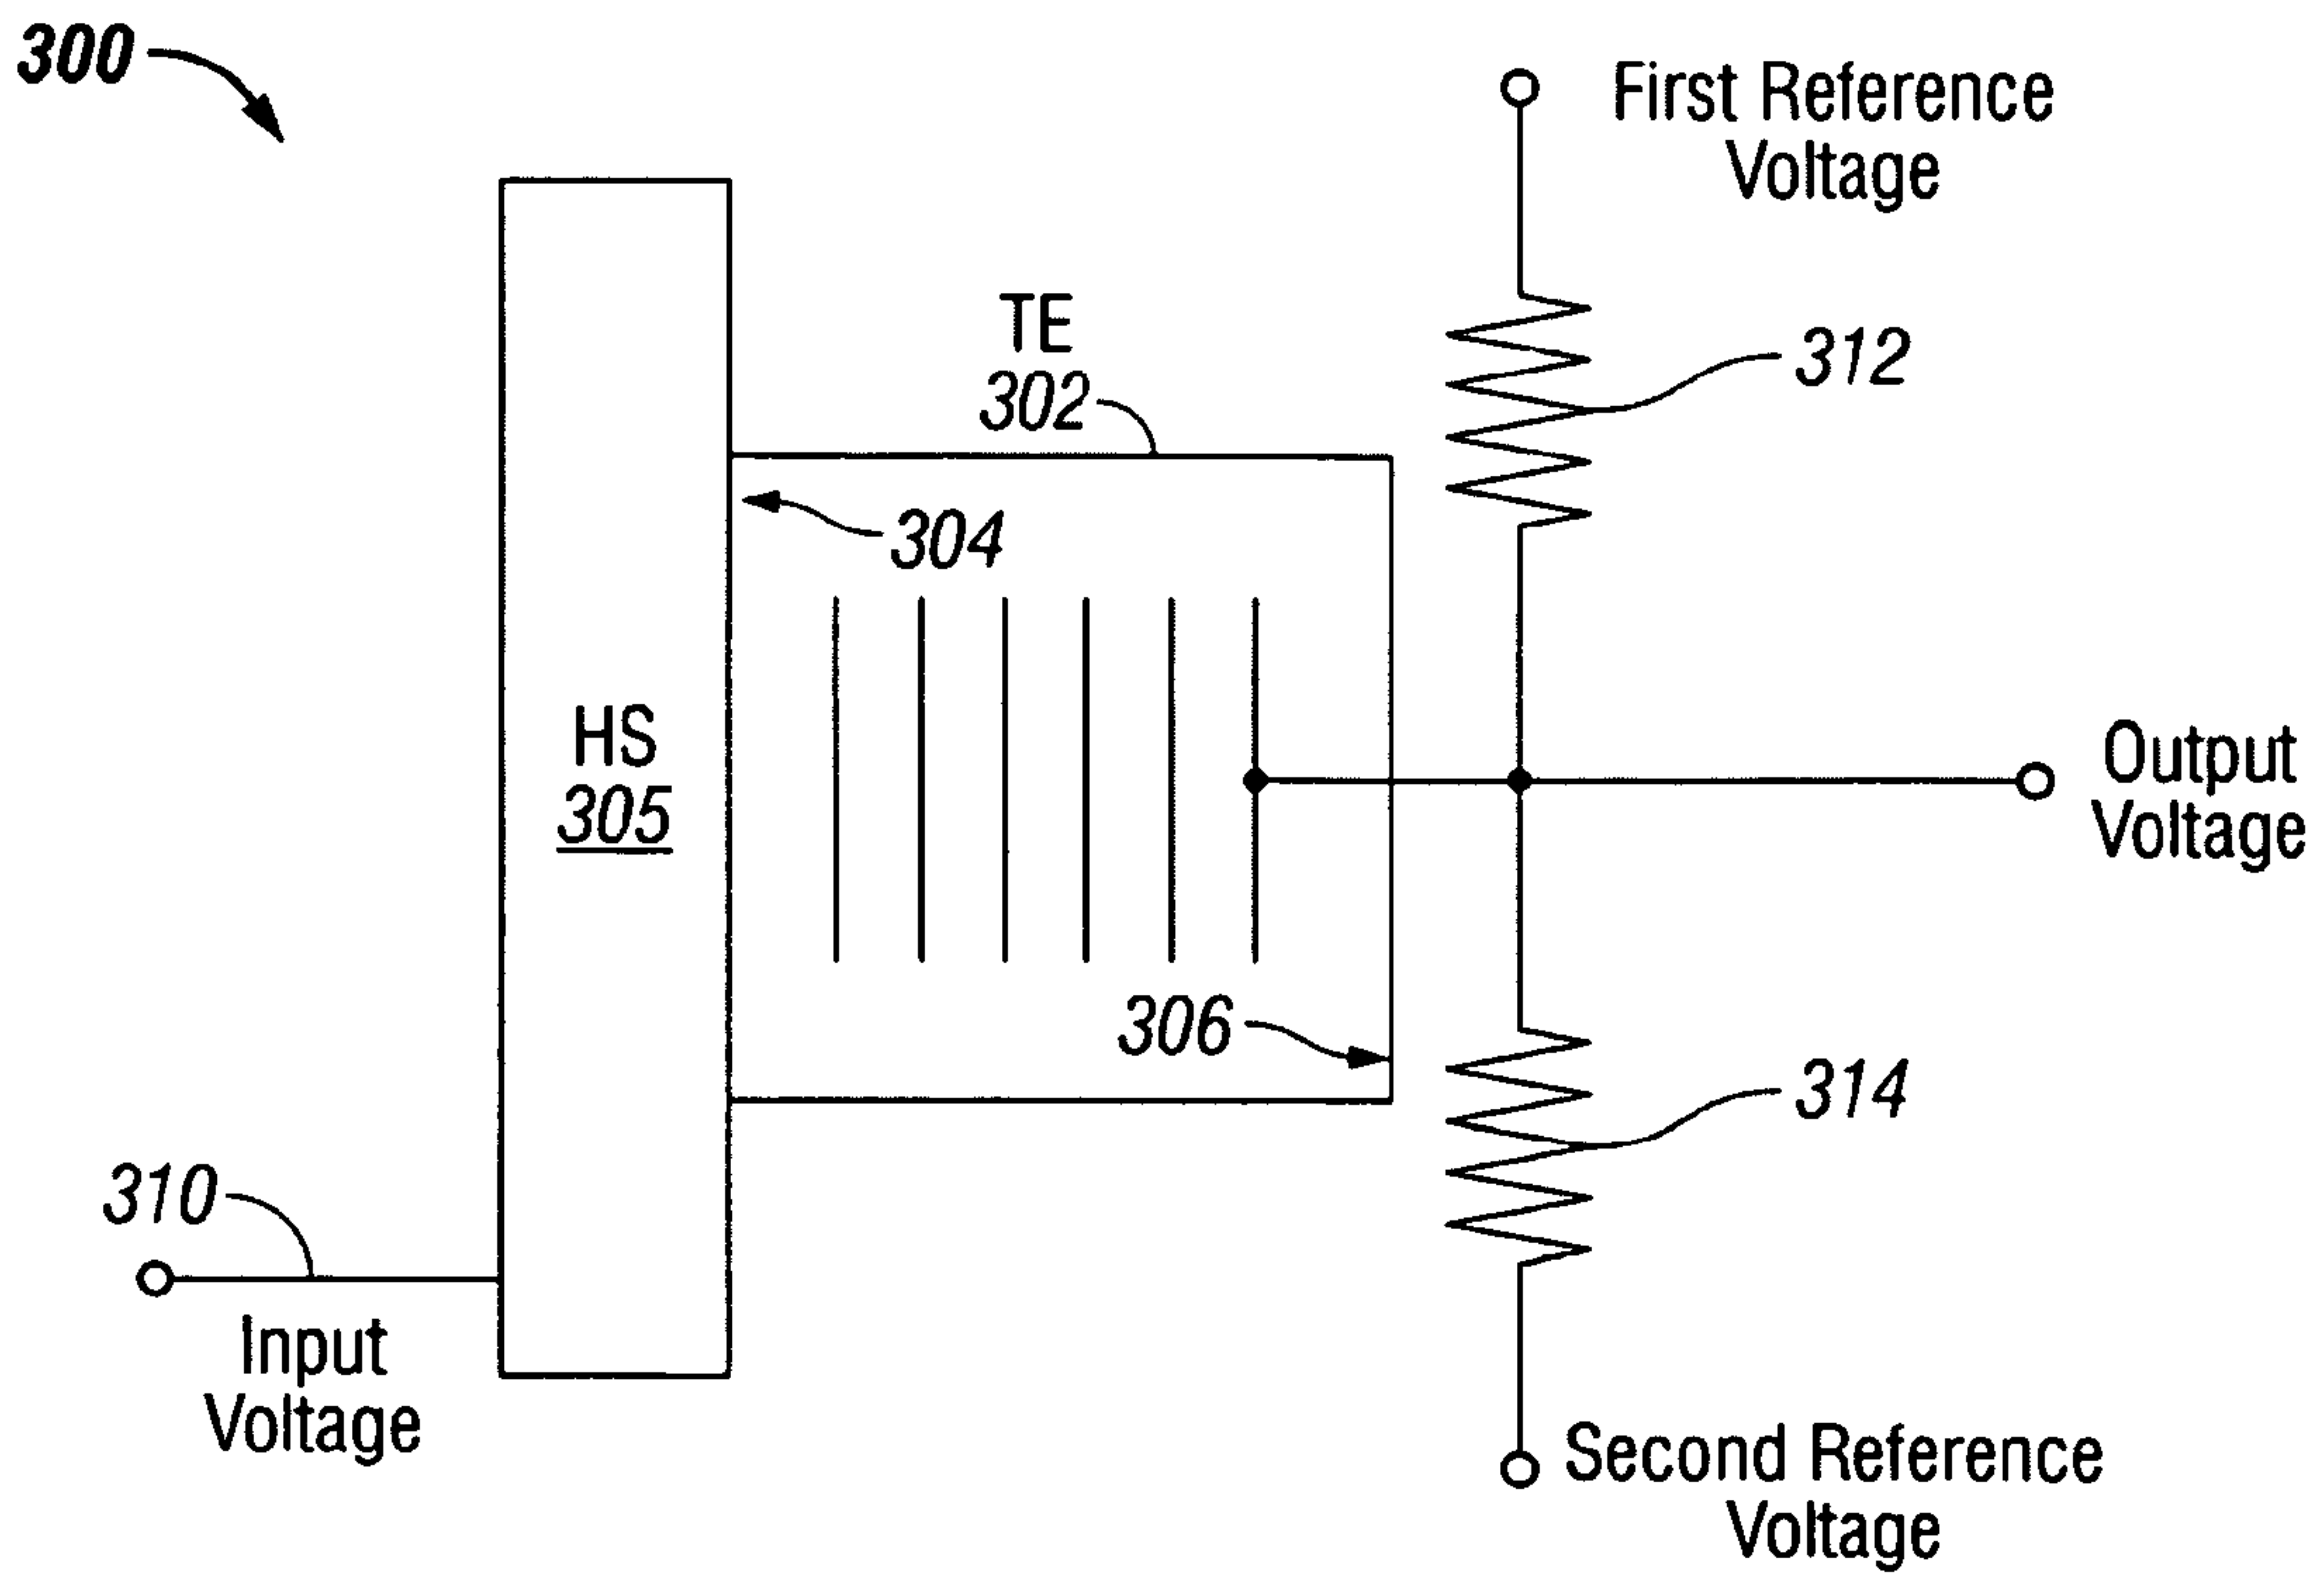 300
First Reference
Voltage
TE
302
312
304
HS
305
Output
Voltage
306
314
310
Input
Voltage
Second Reference
Voltage